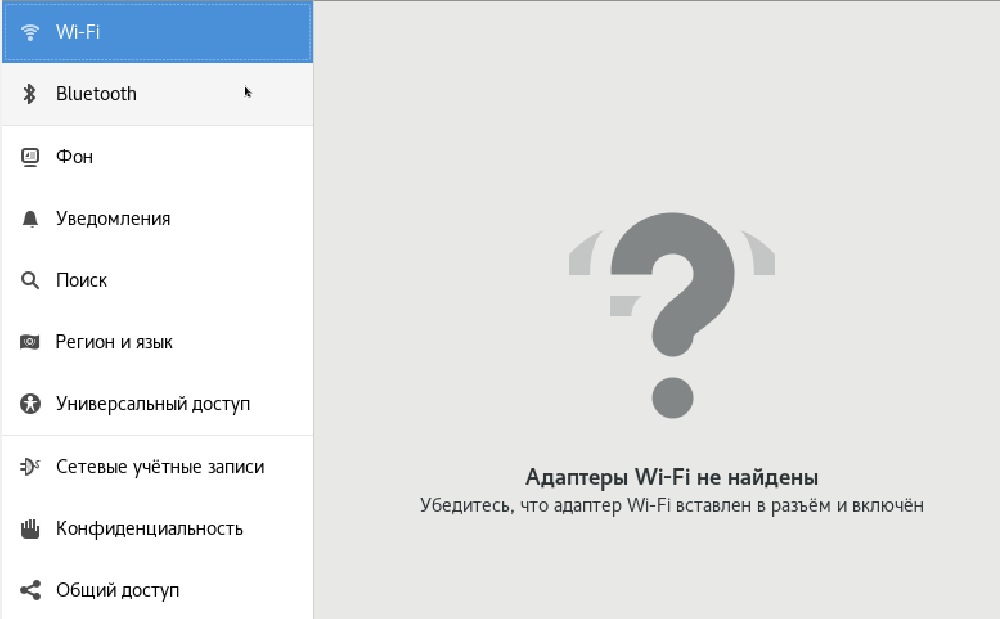 Wi-Fi
Bluetooth
Фон
Уведомления
Поиск
Регион и язык
Универсальный доступ
Сетевые учётные записи
Конфиденциальность
Общий доступ
Адаптеры Wi-Fi не найдены
Убедитесь, что адаптер Wi-Fi вставлен в разъём и включён